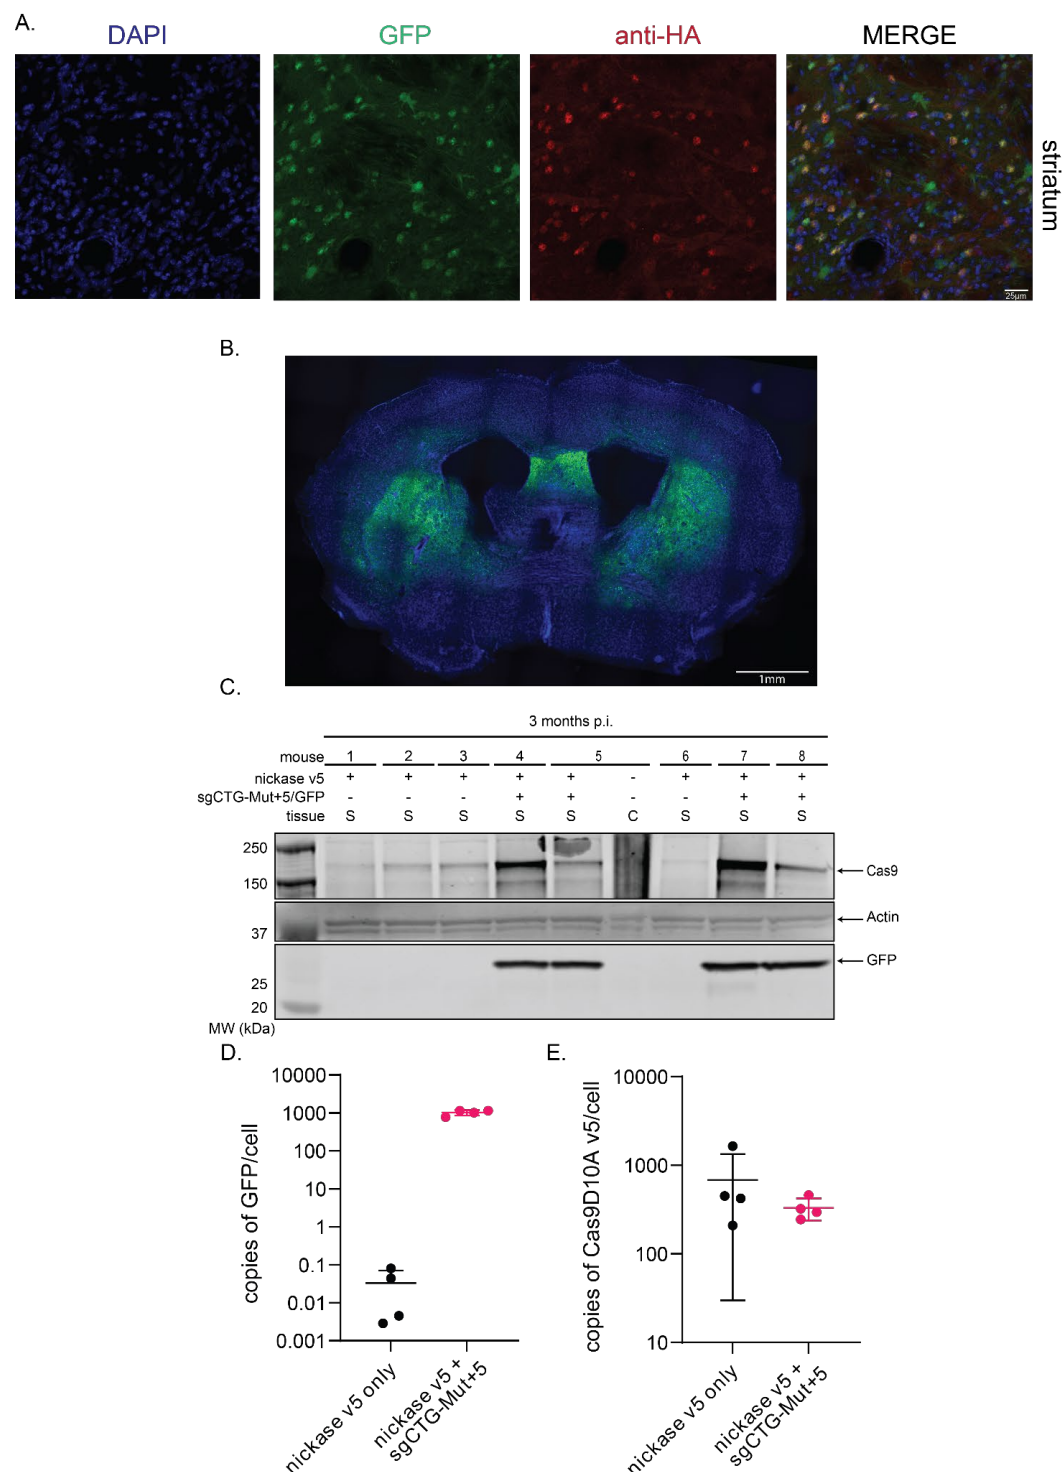 A.
DAPI GFP anti-HA MERGE
striatum
25µm
B.
1mm
C.
3 months p.i.
mouse 1 2 3 4 5 6 7 8
nickase v5 + + + + + - + + +
sgCTG-Mut+5/GFP - - - + + - - + +
tissue S S S S S C S S S
250
150
Cas9
37
Actin
25
20
GFP
MW (kDa)
D.
copies of GFP/cell
10000
1000
100
10
1
0.1
0.01
0.001
nickase v5 only
nickase v5 +
sgCTG-Mut+5
E.
copies of Cas9D10A v5/cell
10000
1000
100
10
nickase v5 only
nickase v5 +
sgCTG-Mut+5